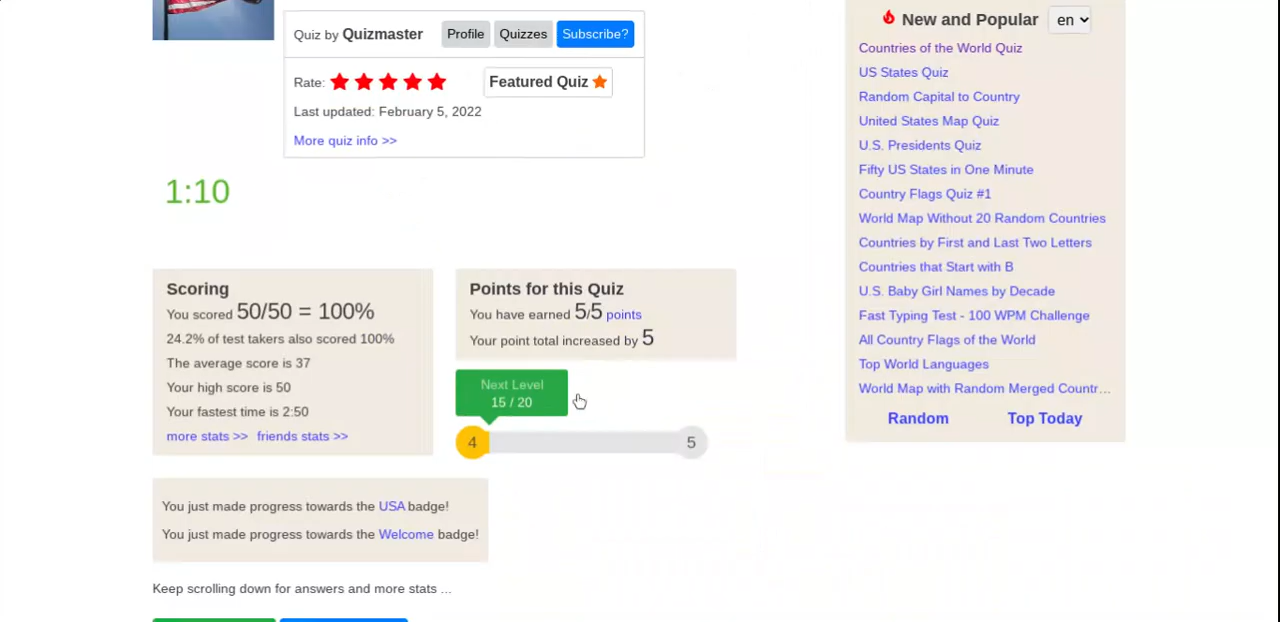 Quiz by Quizmaster Profile Quizzes Subscribe?
Rate: Featured Quiz
Last updated: February 5, 2022
More quiz info >>
1:10
Scoring
You scored 50/50 = 100%
24.2% of test takers also scored 100%
The average score is 37
Your high score is 50
Your fastest time is 2:50
more stats >> friends stats >>
Points for this Quiz
You have earned 5/5 points
Your point total increased by 5
Next Level
15 / 20
4 5
You just made progress towards the USA badge!
You just made progress towards the Welcome badge!
Keep scrolling down for answers and more stats ...
New and Popular en
Countries of the World Quiz
US States Quiz
Random Capital to Country
United States Map Quiz
U.S. Presidents Quiz
Fifty US States in One Minute
Country Flags Quiz #1
World Map Without 20 Random Countries
Countries by First and Last Two Letters
Countries that Start with B
U.S. Baby Girl Names by Decade
Fast Typing Test - 100 WPM Challenge
All Country Flags of the World
Top World Languages
World Map with Random Merged Countr...
Random Top Today